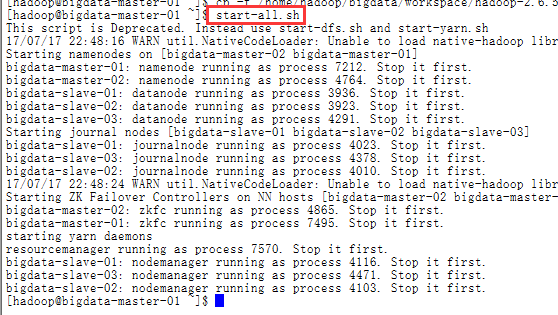 [hadoop@bigdata-master-01 ~]$ cp -f /home/hadoop/bigdata/workspace/hadoop-2.6.5
[hadoop@bigdata-master-01 ~]$ start-all.sh
This script is Deprecated. Instead use start-dfs.sh and start-yarn.sh
17/07/17 22:48:16 WARN util.NativeCodeLoader: Unable to load native-hadoop libr
Starting namenodes on [bigdata-master-02 bigdata-master-01]
bigdata-master-01: namenode running as process 7212. Stop it first.
bigdata-master-02: namenode running as process 4764. Stop it first.
bigdata-slave-01: datanode running as process 3936. Stop it first.
bigdata-slave-02: datanode running as process 3923. Stop it first.
bigdata-slave-03: datanode running as process 4291. Stop it first.
Starting journal nodes [bigdata-slave-01 bigdata-slave-02 bigdata-slave-03]
bigdata-slave-01: journalnode running as process 4023. Stop it first.
bigdata-slave-03: journalnode running as process 4378. Stop it first.
bigdata-slave-02: journalnode running as process 4010. Stop it first.
17/07/17 22:48:24 WARN util.NativeCodeLoader: Unable to load native-hadoop libr
Starting ZK Failover Controllers on NN hosts [bigdata-master-02 bigdata-master
bigdata-master-02: zkfc running as process 4865. Stop it first.
bigdata-master-01: zkfc running as process 7495. Stop it first.
starting yarn daemons
resourcemanager running as process 7570. Stop it first.
bigdata-slave-01: nodemanager running as process 4116. Stop it first.
bigdata-slave-03: nodemanager running as process 4471. Stop it first.
bigdata-slave-02: nodemanager running as process 4103. Stop it first.
[hadoop@bigdata-master-01 ~]$